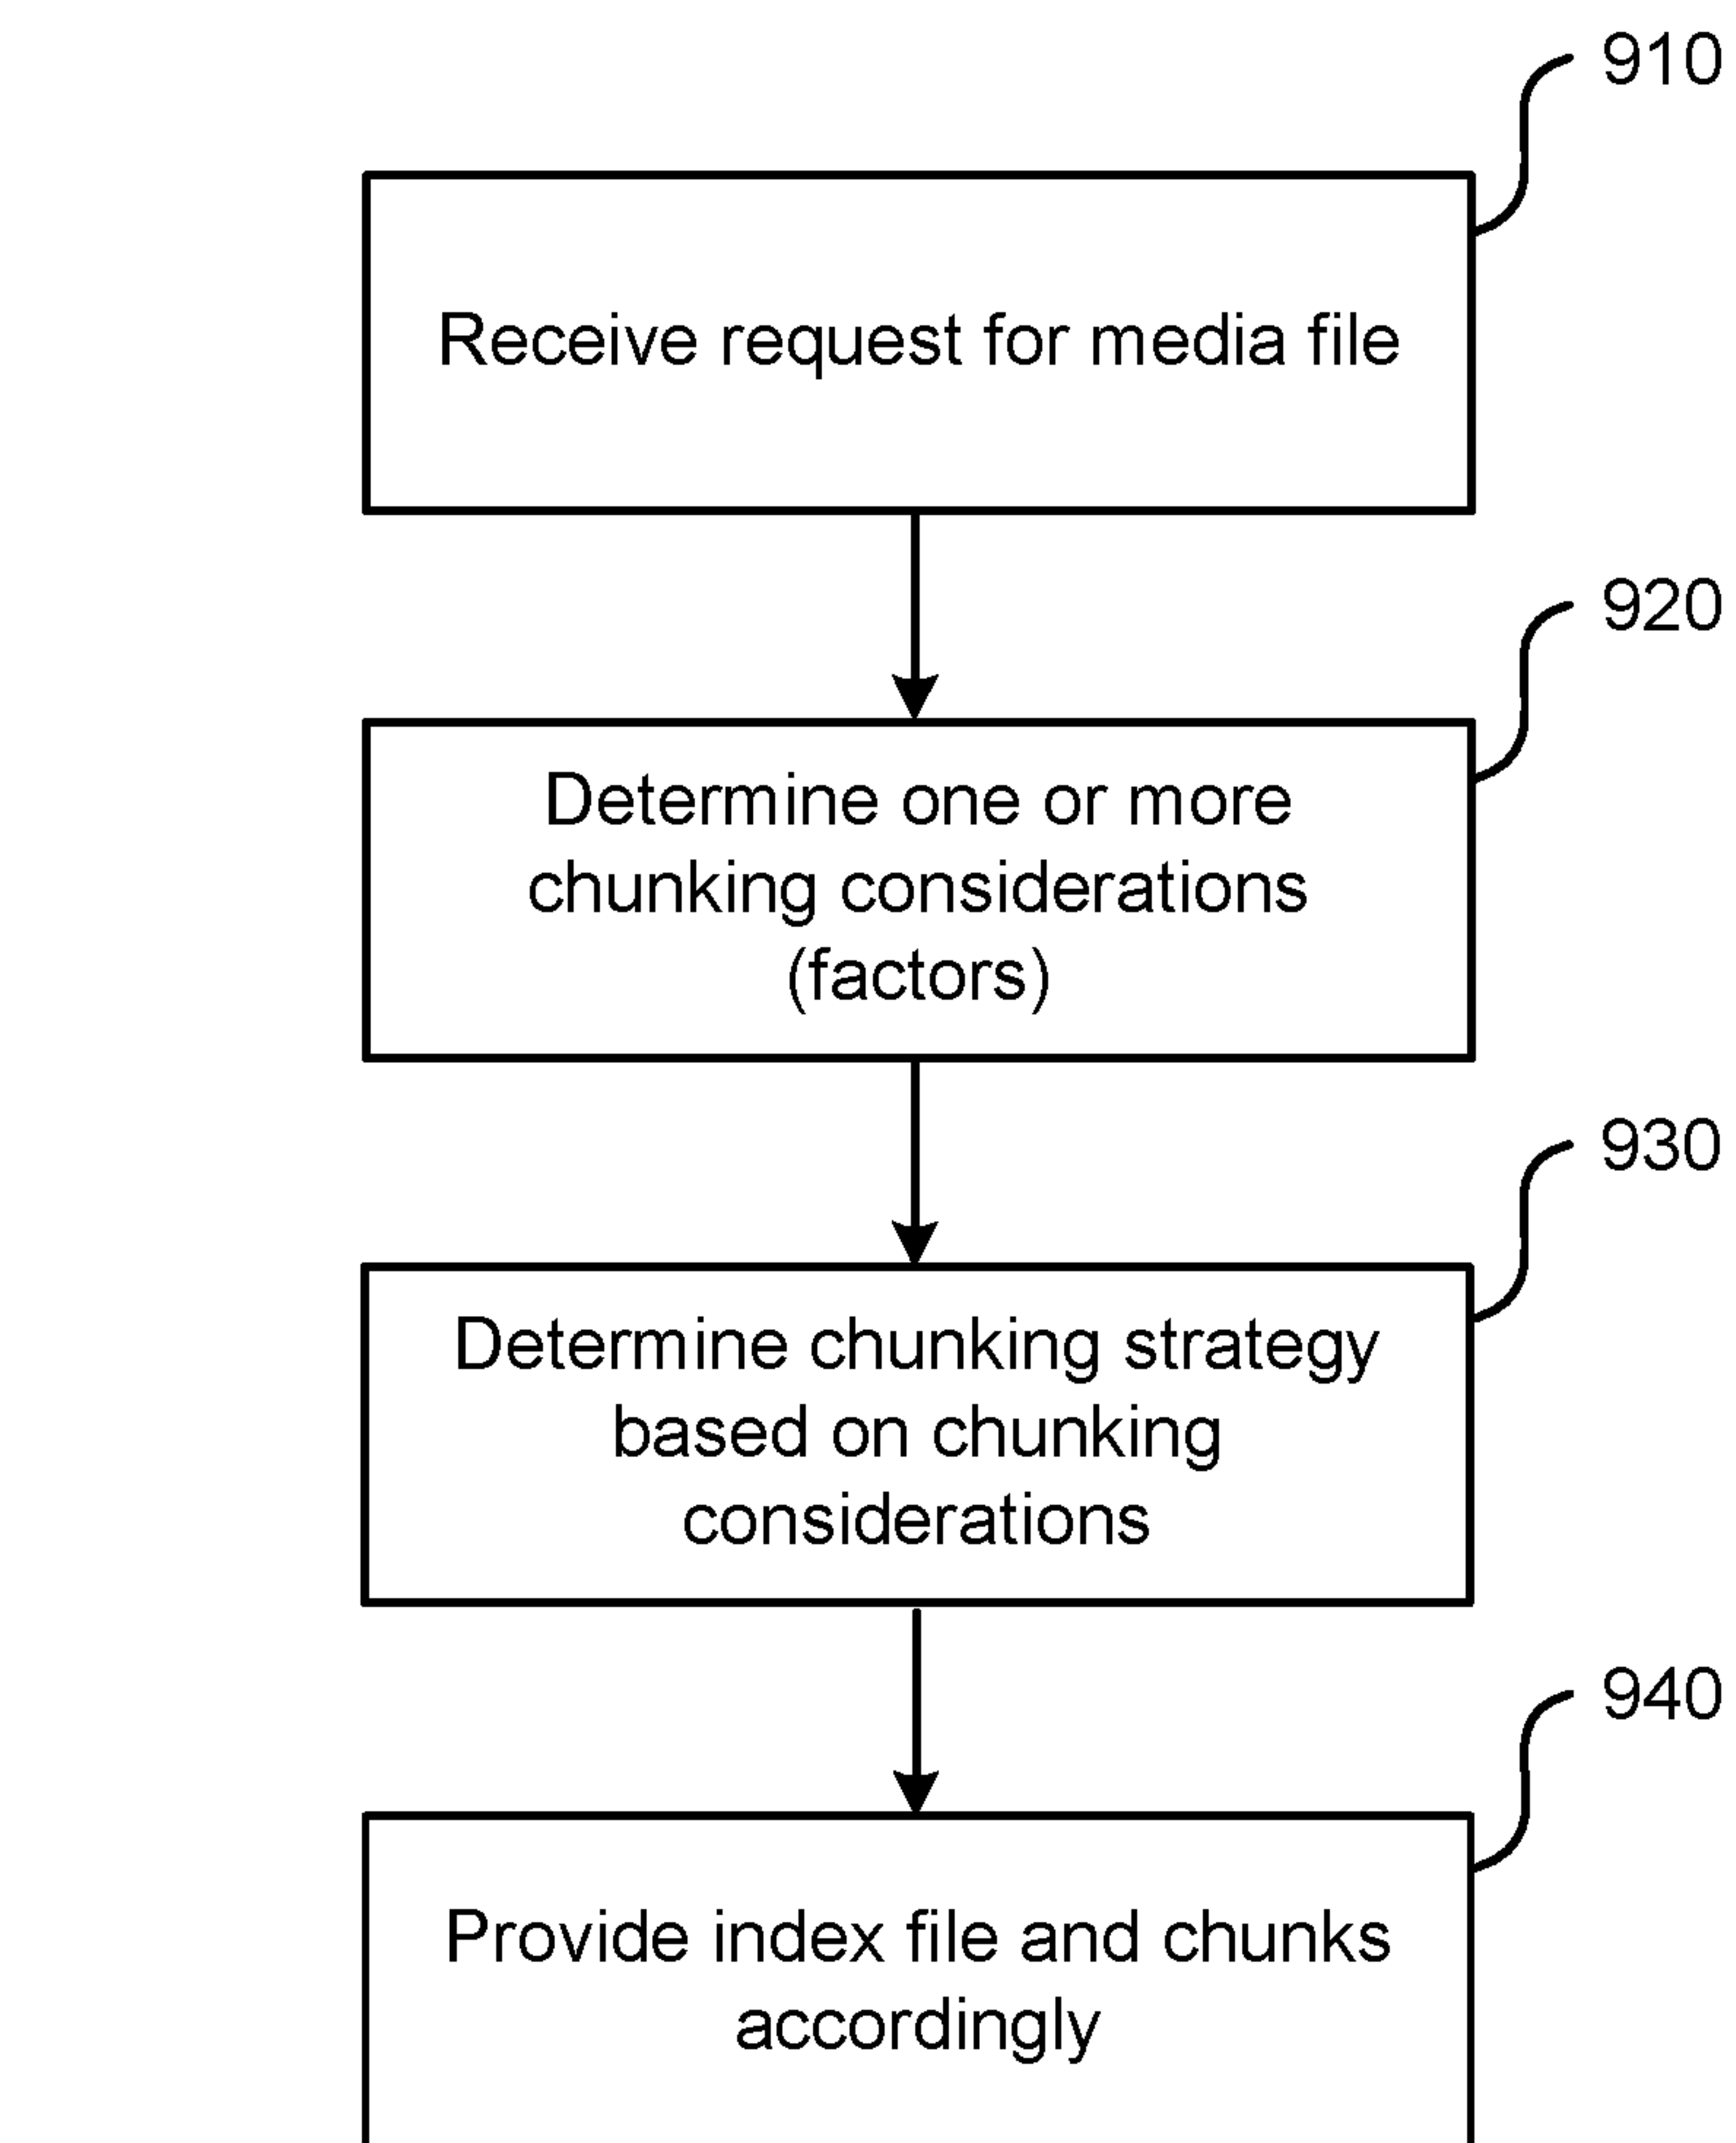 910
Receive request for media file
920
Determine one or more
chunking considerations
(factors)
930
Determine chunking strategy
based on chunking
considerations
940
Provide index file and chunks
accordingly